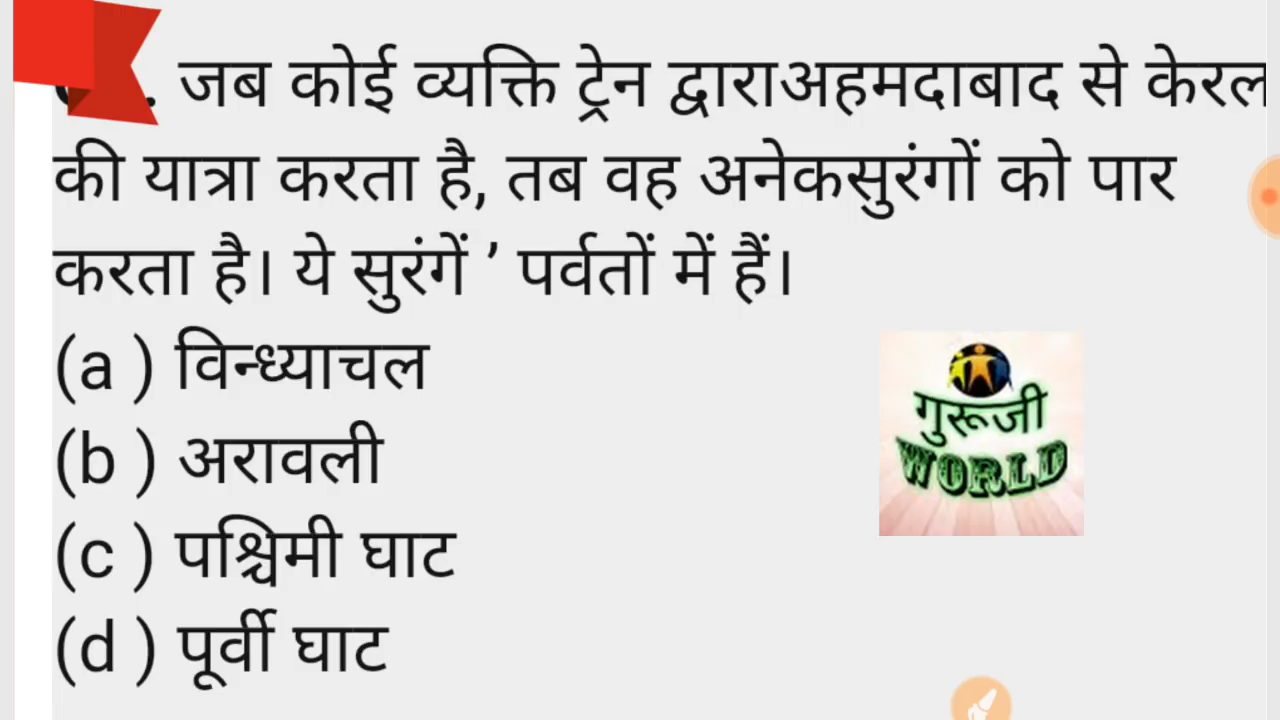 . जब कोई व्यक्ति ट्रेन द्वाराअहमदाबाद से केरल
की यात्रा करता है, तब वह अनेकसुरंगों को पार
करता है। ये सुरंगें ’ पर्वतों में हैं।
(a ) विन्ध्याचल
(b ) अरावली
(c ) पश्चिमी घाट
(d ) पूर्वी घाट
गुरूजी
WORLD